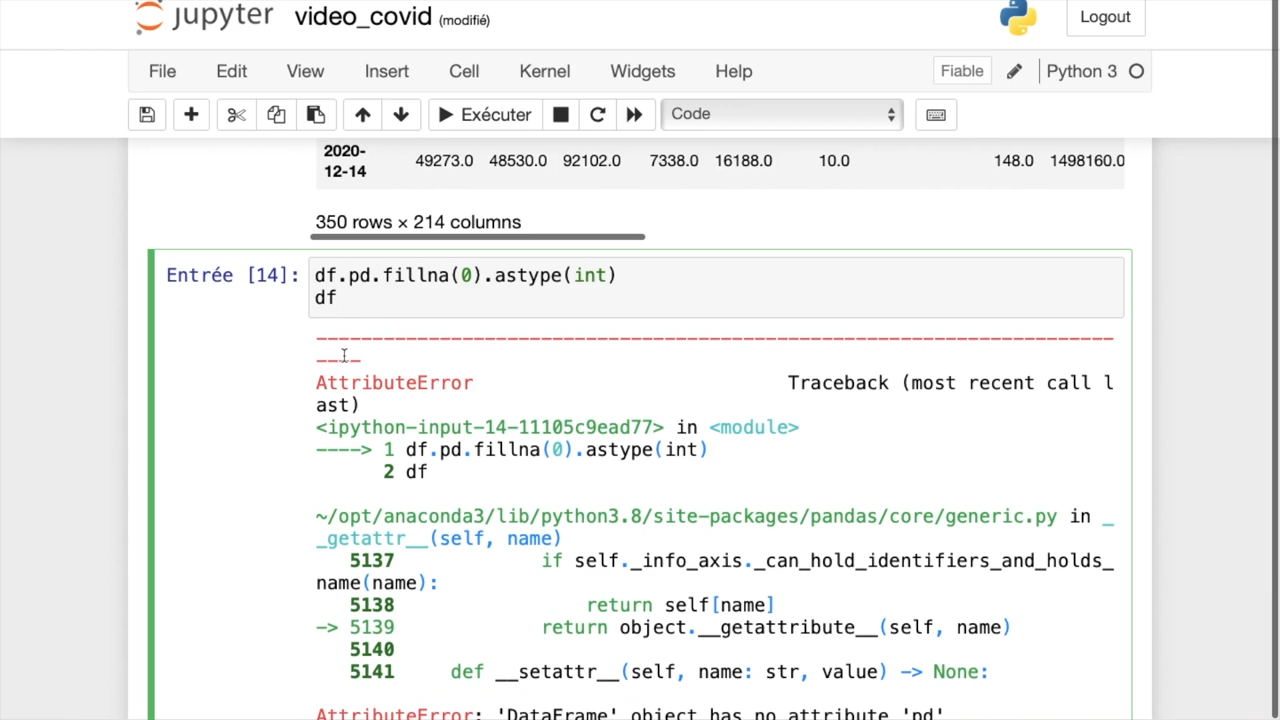 jupyter video_covid (modifié)
Logout
File Edit View Insert Cell Kernel Widgets Help
Fiable
Python 3
Exécuter
Code
2020-
12-14
49273.0 48530.0 92102.0 7338.0 16188.0 10.0 148.0 1498160.0
350 rows × 214 columns
Entrée [14]: df.pd.fillna(0).astype(int)
df
---------------------------------------------------------------------------
AttributeError Traceback (most recent call l
ast)
<ipython-input-14-11105c9ead77> in <module>
----> 1 df.pd.fillna(0).astype(int)
2 df
~/opt/anaconda3/lib/python3.8/site-packages/pandas/core/generic.py in _
_getattr__(self, name)
5137 if self._info_axis._can_hold_identifiers_and_holds_
name(name):
5138 return self[name]
-> 5139 return object.__getattribute__(self, name)
5140
5141 def __setattr__(self, name: str, value) -> None:
AttributeError: 'DataFrame' object has no attribute 'pd'